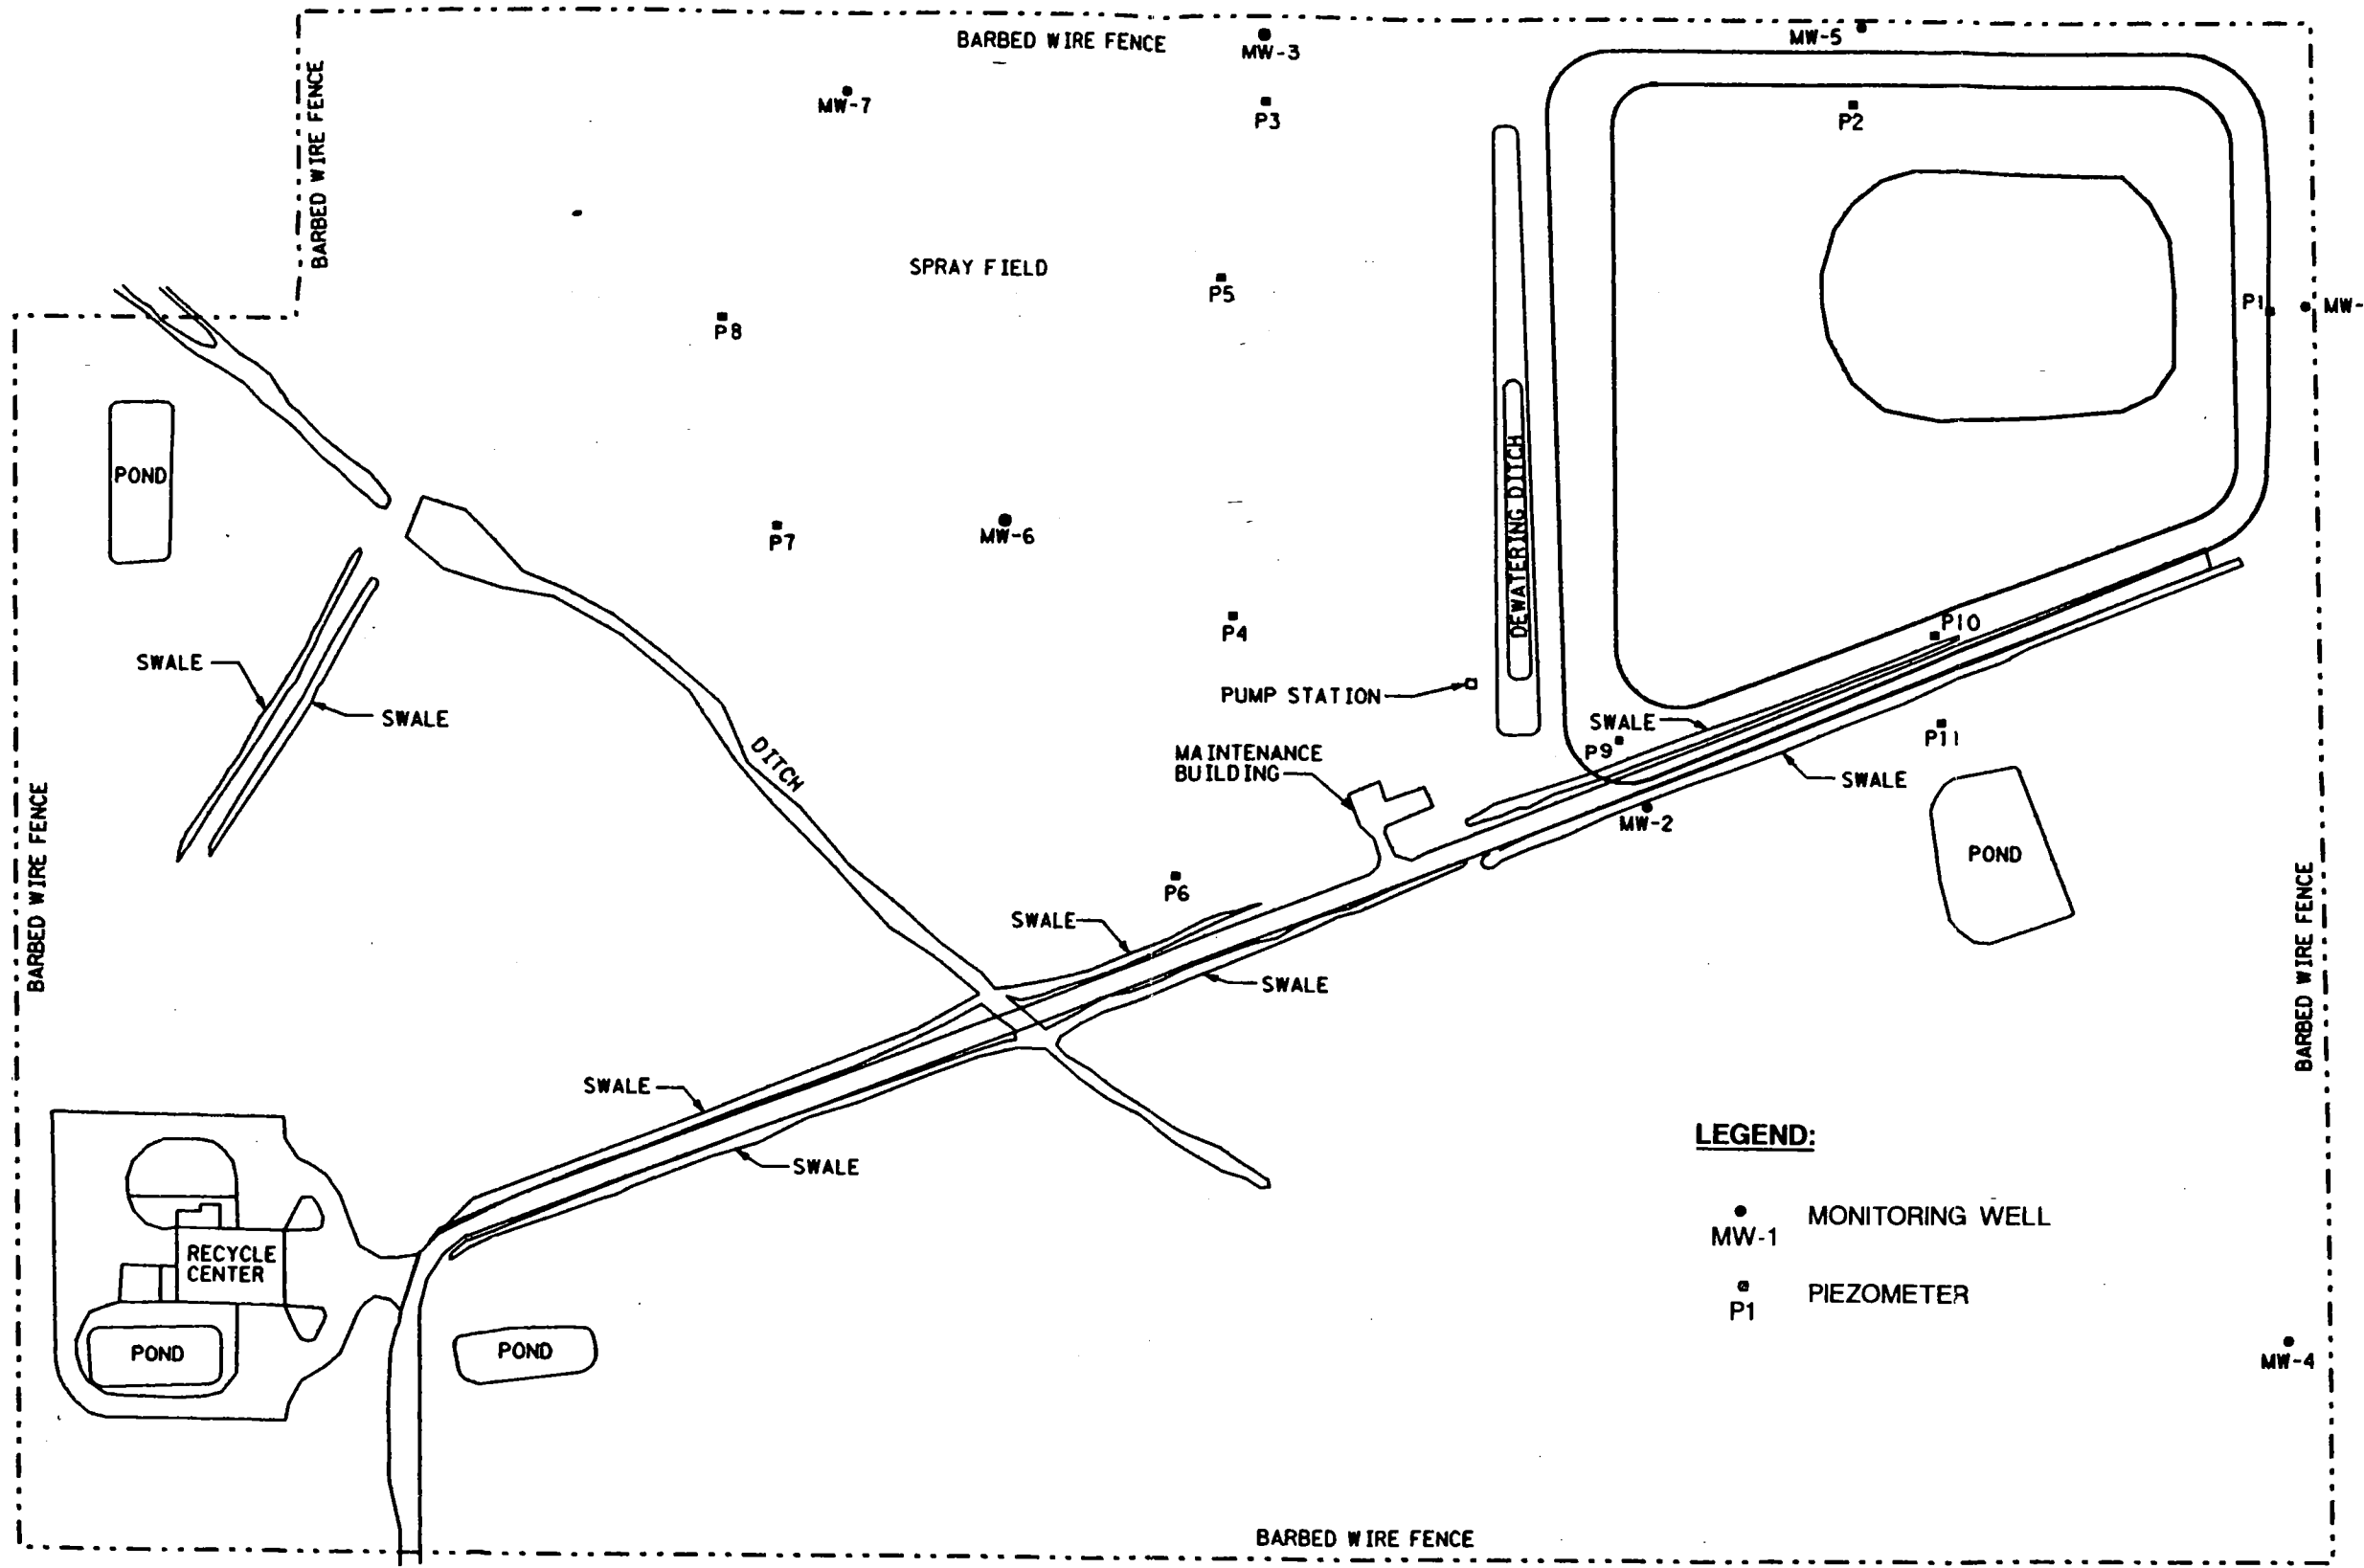 BARBED WIRE FENCE
MW-3
MW-5
BARBED WIRE FENCE
MW-7
P3
P2
SPRAY FIELD
P5
P8
P1
MW-
POND
DEWATERING DITCH
P7
MW-6
P4
P10
SWALE
PUMP STATION
SWALE
SWALE
P9
P11
DITCH
MAINTENANCE
BUILDING
SWALE
MW-2
BARBED WIRE FENCE
POND
P6
SWALE
BARBED WIRE FENCE
SWALE
SWALE
LEGEND:
SWALE
MW-1
MONITORING WELL
RECYCLE
CENTER
P1
PIEZOMETER
POND
POND
MW-4
BARBED WIRE FENCE